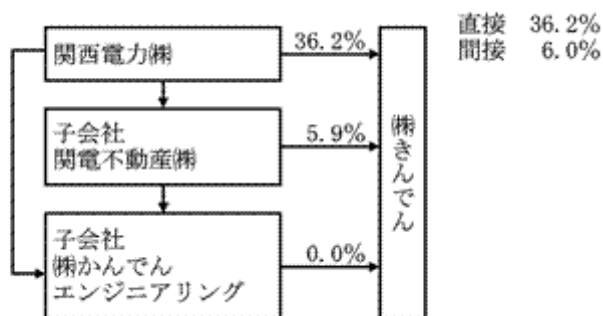 関西電力㈱
36.2%
子会社
関電不動産㈱
5.9%
子会社
㈱かんでん
エンジニアリング
0.0%
㈱きんでん
直接 36.2%
間接 6.0%